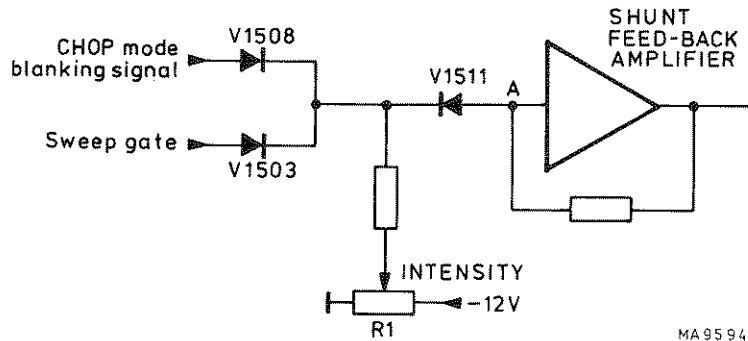 SHUNT
FEED-BACK
AMPLIFIER
CHOP mode
blanking signal
V1508
V1511
A
Sweep gate
V1503
INTENSITY
-12V
R1
MA9594